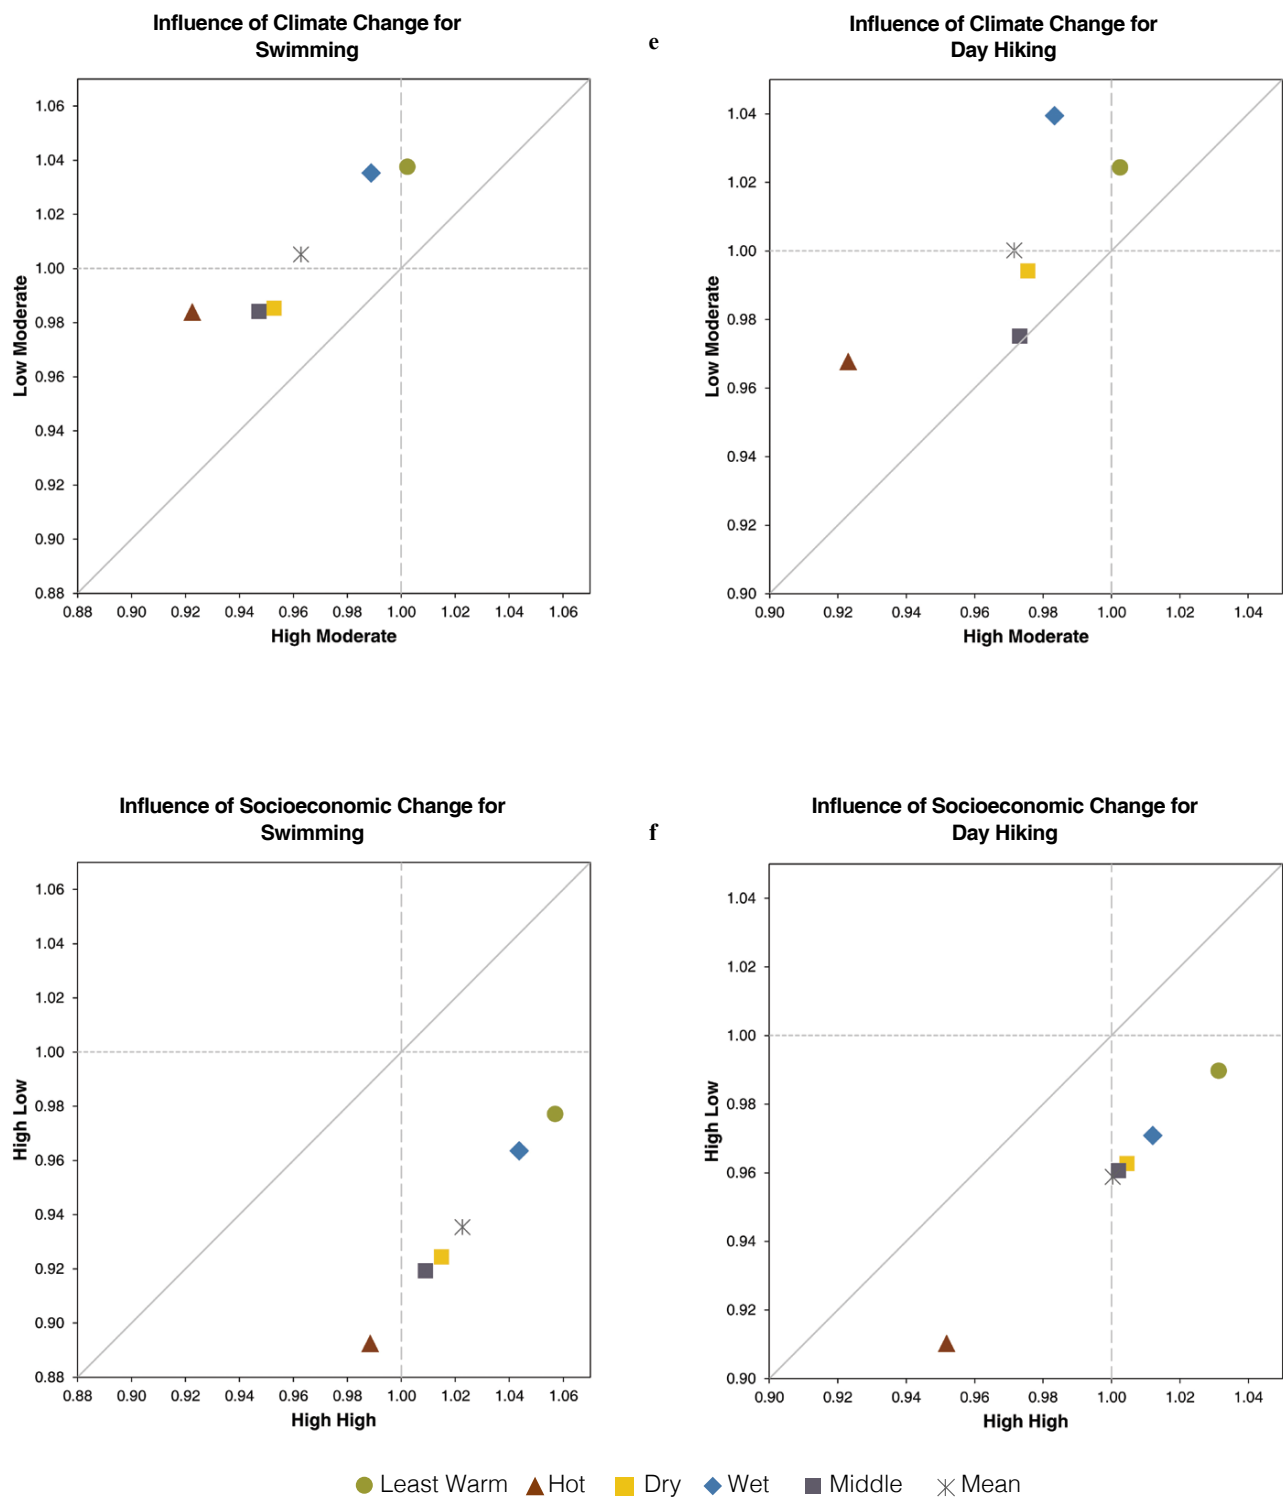 Influence of Climate Change for
Swimming
1.06
1.04
1.02
1.00
0.98
0.96
0.94
0.92
0.90
0.88
Low Moderate
0.88 0.90 0.92 0.94 0.96 0.98 1.00 1.02 1.04 1.06
High Moderate
e
Influence of Climate Change for
Day Hiking
1.04
1.02
1.00
0.98
0.96
0.94
0.92
0.90
Low Moderate
0.90 0.92 0.94 0.96 0.98 1.00 1.02 1.04
High Moderate
Influence of Socioeconomic Change for
Swimming
1.06
1.04
1.02
1.00
0.98
0.96
0.94
0.92
0.90
0.88
High Low
0.88 0.90 0.92 0.94 0.96 0.98 1.00 1.02 1.04 1.06
High High
f
Influence of Socioeconomic Change for
Day Hiking
1.04
1.02
1.00
0.98
0.96
0.94
0.92
0.90
High Low
0.90 0.92 0.94 0.96 0.98 1.00 1.02 1.04
High High
Least Warm Hot Dry Wet Middle Mean